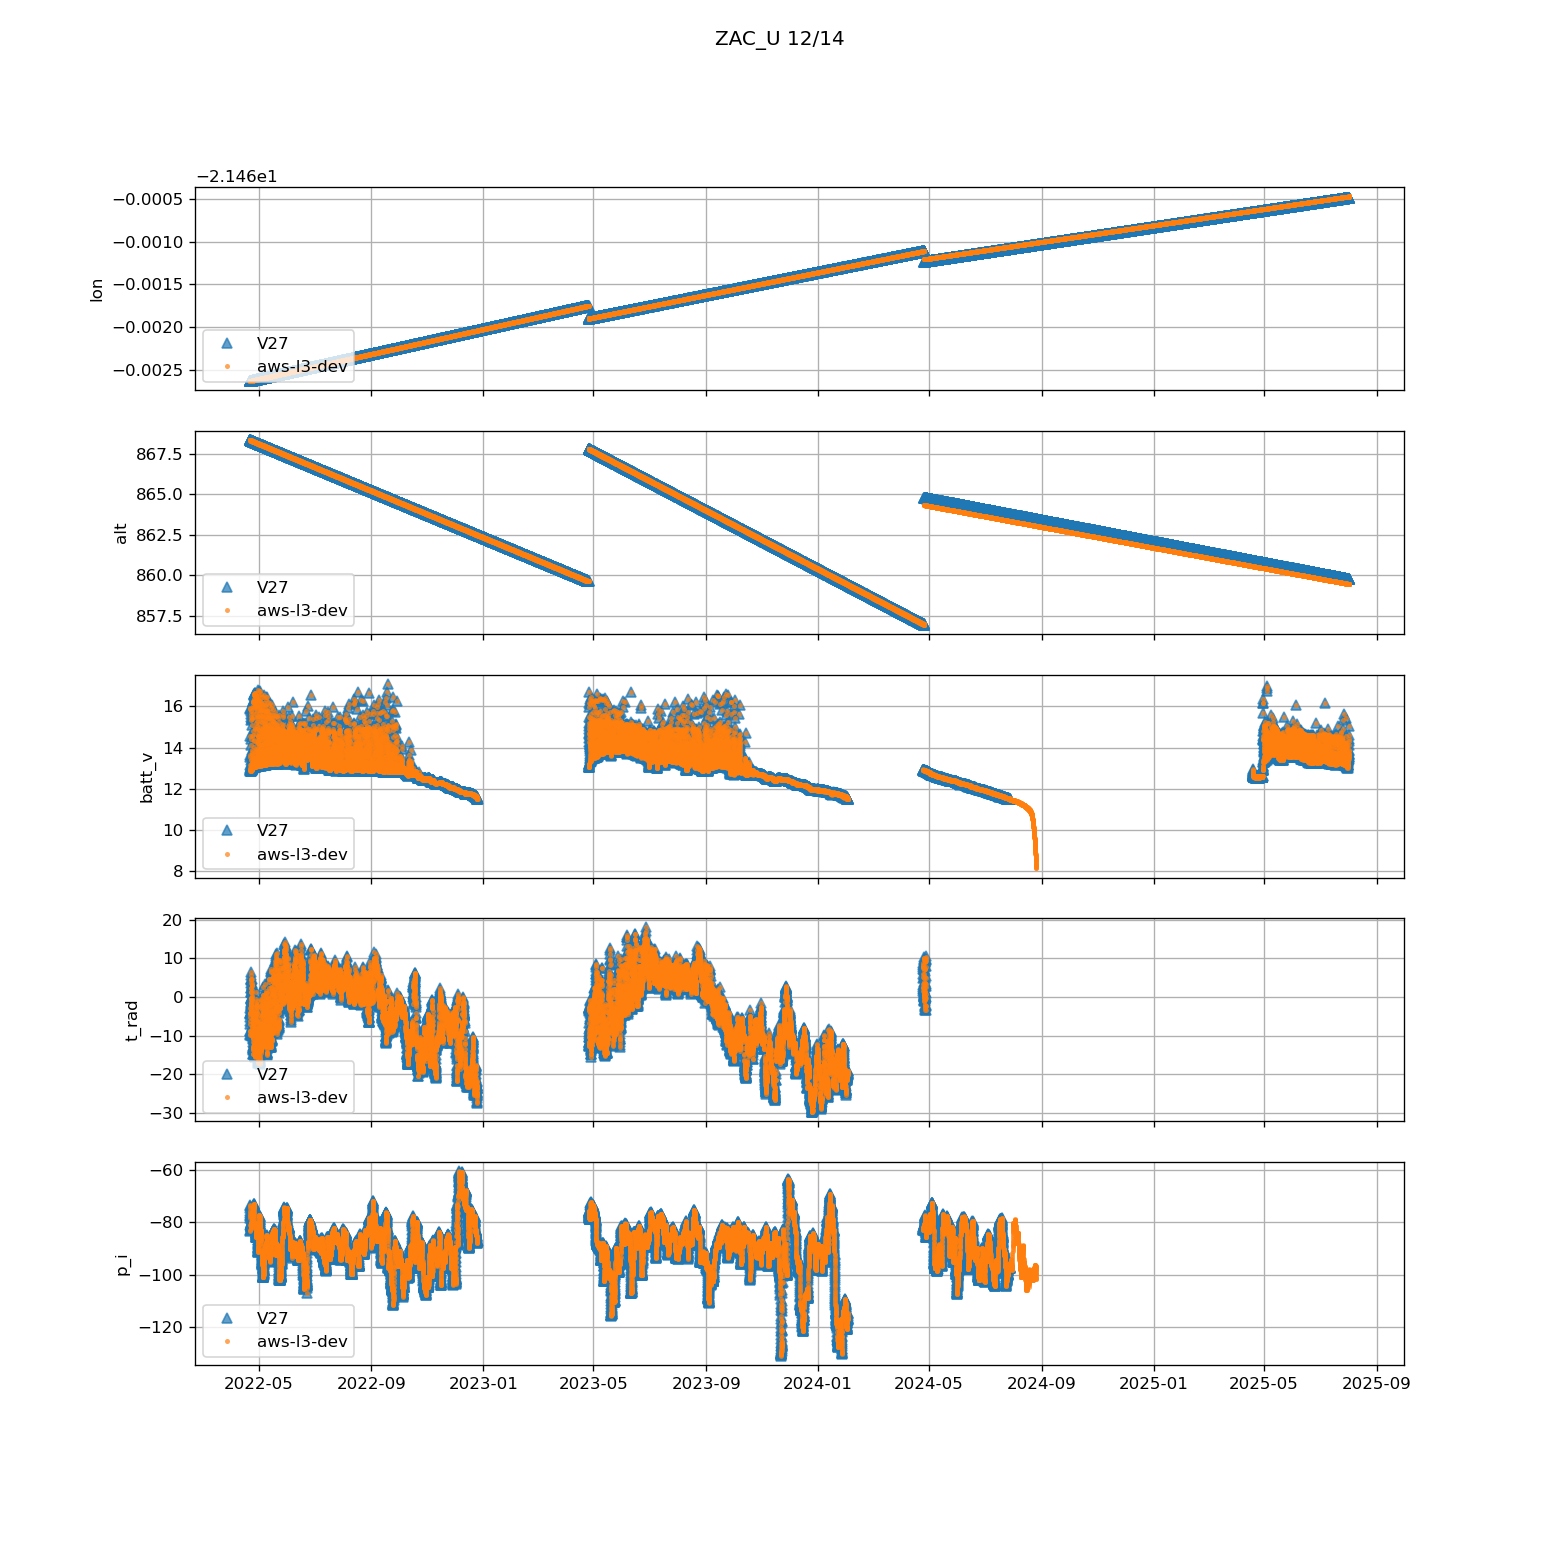 ZAC_U 12/14
−2.146e1
−0.0005
−0.0010
−0.0015
−0.0020
−0.0025
lon
V27
aws-l3-dev
867.5
865.0
862.5
860.0
857.5
alt
V27
aws-l3-dev
16
14
12
10
8
batt_v
V27
aws-l3-dev
20
10
0
−10
−20
−30
t_rad
V27
aws-l3-dev
−60
−80
−100
−120
p_i
V27
aws-l3-dev
2022-05 2022-09 2023-01 2023-05 2023-09 2024-01 2024-05 2024-09 2025-01 2025-05 2025-09